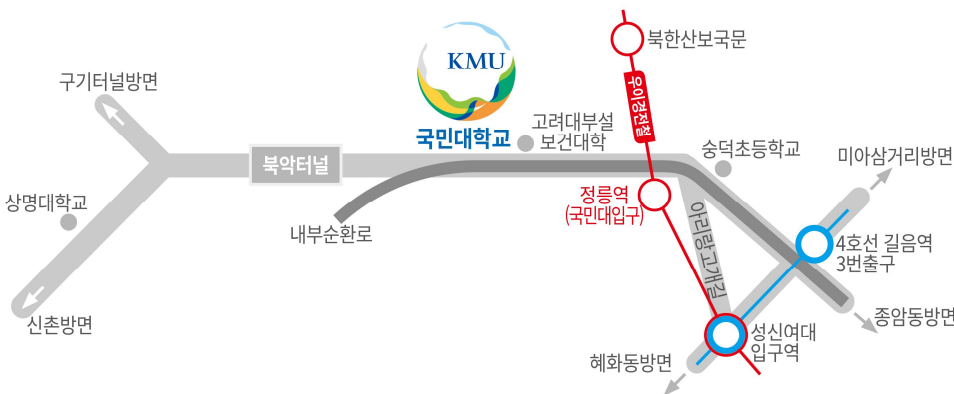 북한산보국문
KMU
우이경전철
구기터널방면
국민대학교
고려대부설
보건대학
숭덕초등학교
미아삼거리방면
북악터널
상명대학교
정릉역
(국민대입구)
내부순환로
아리랑고개길
4호선 길음역
3번출구
신촌방면
종암동방면
성신여대
입구역
혜화동방면